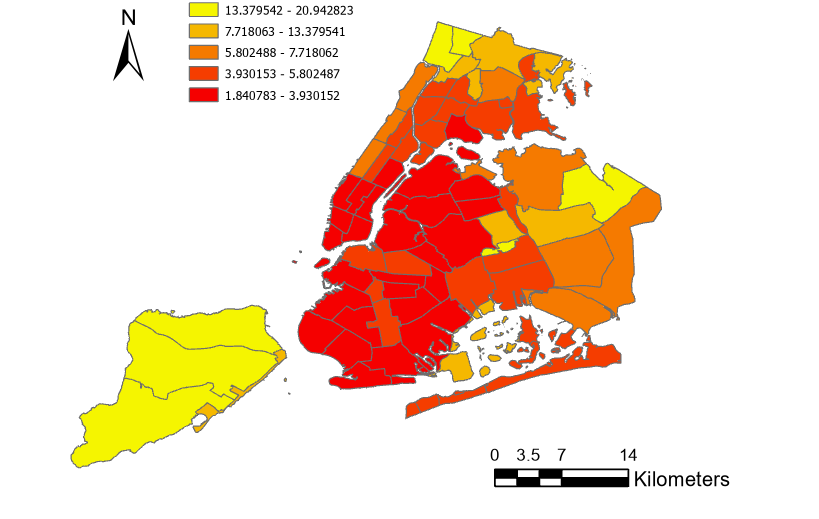 N
13.379542 - 20.942823
7.718063 - 13.379541
5.802488 - 7.718062
3.930153 - 5.802487
1.840783 - 3.930152
0 3.5 7 14
Kilometers